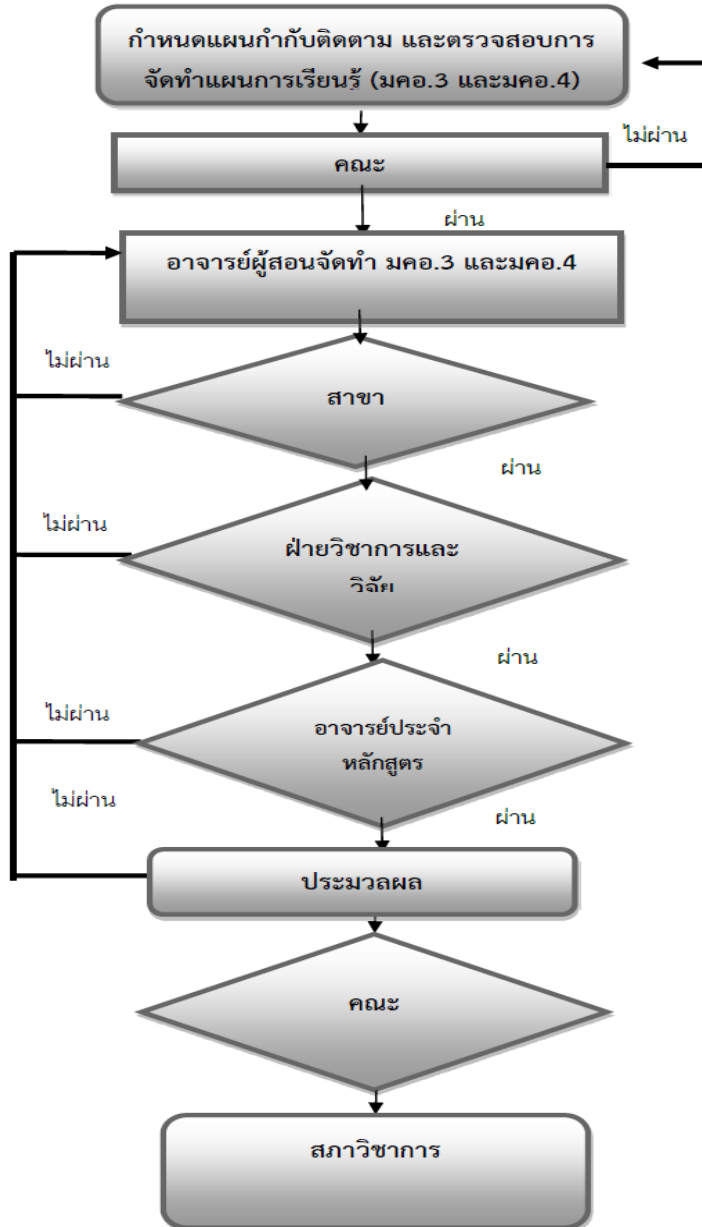 กำหนดแผนกำกับติดตาม และตรวจสอบการ
จัดทำแผนการเรียนรู้ (มคอ.3 และมคอ.4)
ไม่ผ่าน
คณะ
ผ่าน
อาจารย์ผู้สอนจัดทำ มคอ.3 และมคอ.4
ไม่ผ่าน
สาขา
ผ่าน
ไม่ผ่าน
ฝ่ายวิชาการและ
วิจัย
ผ่าน
ไม่ผ่าน
อาจารย์ประจำ
หลักสูตร
ไม่ผ่าน
ผ่าน
ประมวลผล
คณะ
สภาวิชาการ